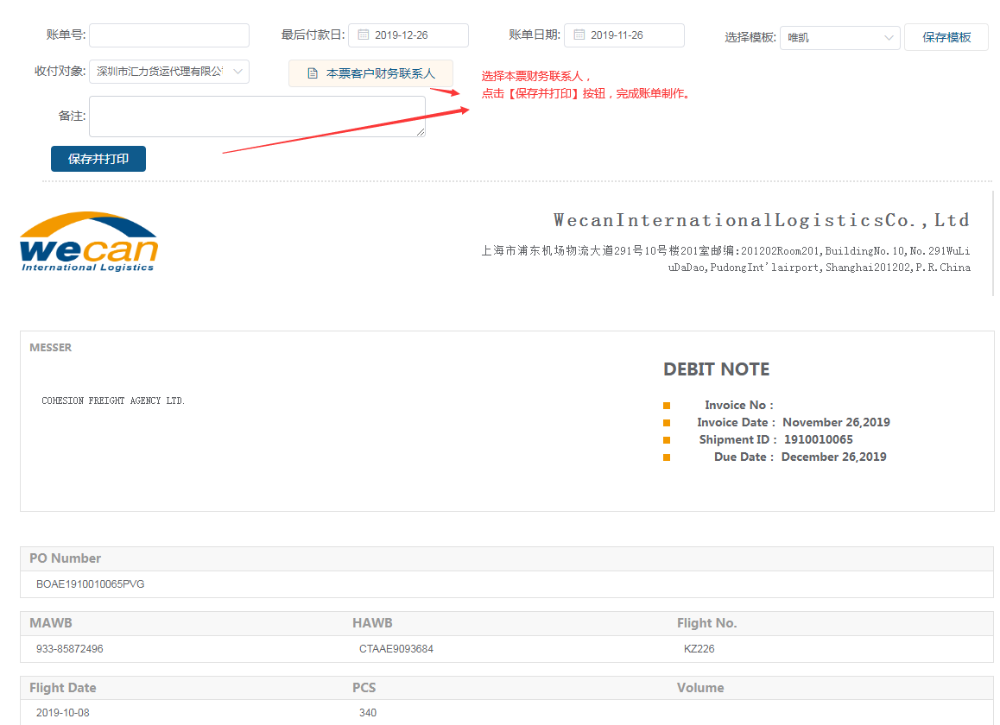 账单号:
最后付款日: 2019-12-26
账单日期: 2019-11-26
选择模板: 唯凯
保存模板
收付对象: 深圳市汇力货运代理有限公
本票客户财务联系人
选择本票财务联系人，
点击【保存并打印】按钮，完成账单制作。
备注:
保存并打印
wecan
International Logistics
WecanInternationalLogisticsCo.,Ltd
上海市浦东机场物流大道291号10号楼201室邮编:201202Room201,BuildingNo.10,No.291WuLi
uDaDao,PudongInt'lairport,Shanghai201202,P.R.China
MESSER
COHESION FREIGHT AGENCY LTD.
DEBIT NOTE
Invoice No :
Invoice Date : November 26,2019
Shipment ID : 1910010065
Due Date : December 26,2019
PO Number
BOAE1910010065PVG
MAWB HAWB Flight No.
933-85872496 CTAAE9093684 KZ226
Flight Date PCS Volume
2019-10-08 340